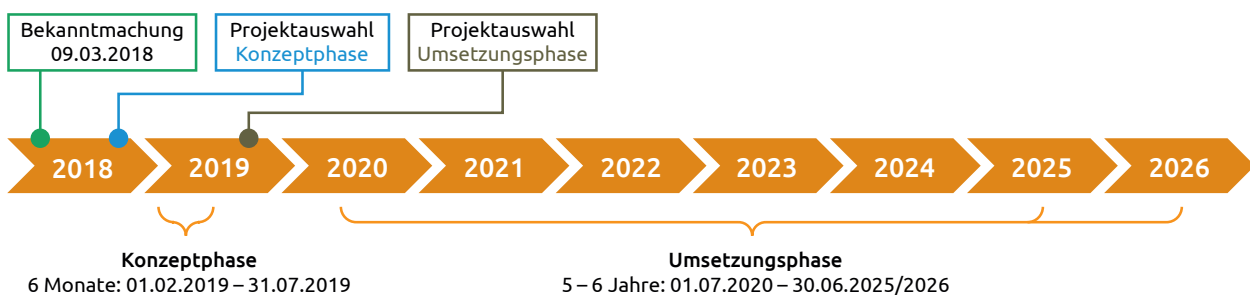 Bekanntmachung
09.03.2018
Projektauswahl
Konzeptphase
Projektauswahl
Umsetzungsphase
2018
2019
2020
2021
2022
2023
2024
2025
2026
Konzeptphase
6 Monate: 01.02.2019 – 31.07.2019
Umsetzungsphase
5 – 6 Jahre: 01.07.2020 – 30.06.2025/2026